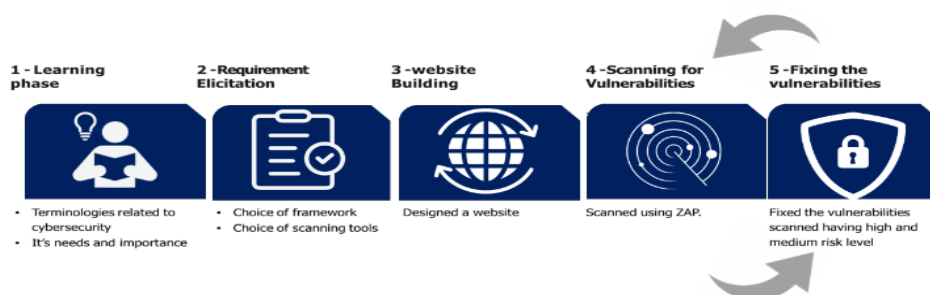 1 - Learning
phase
2 -Requirement
Elicitation
3 -website
Building
4 -Scanning for
Vulnerabilities
5 -Fixing the
vulnerabilities
• Terminologies related to
cybersecurity
• It's needs and importance
• Choice of framework
• Choice of scanning tools
Designed a website
Scanned using ZAP.
Fixed the vulnerabilities
scanned having high and
medium risk level